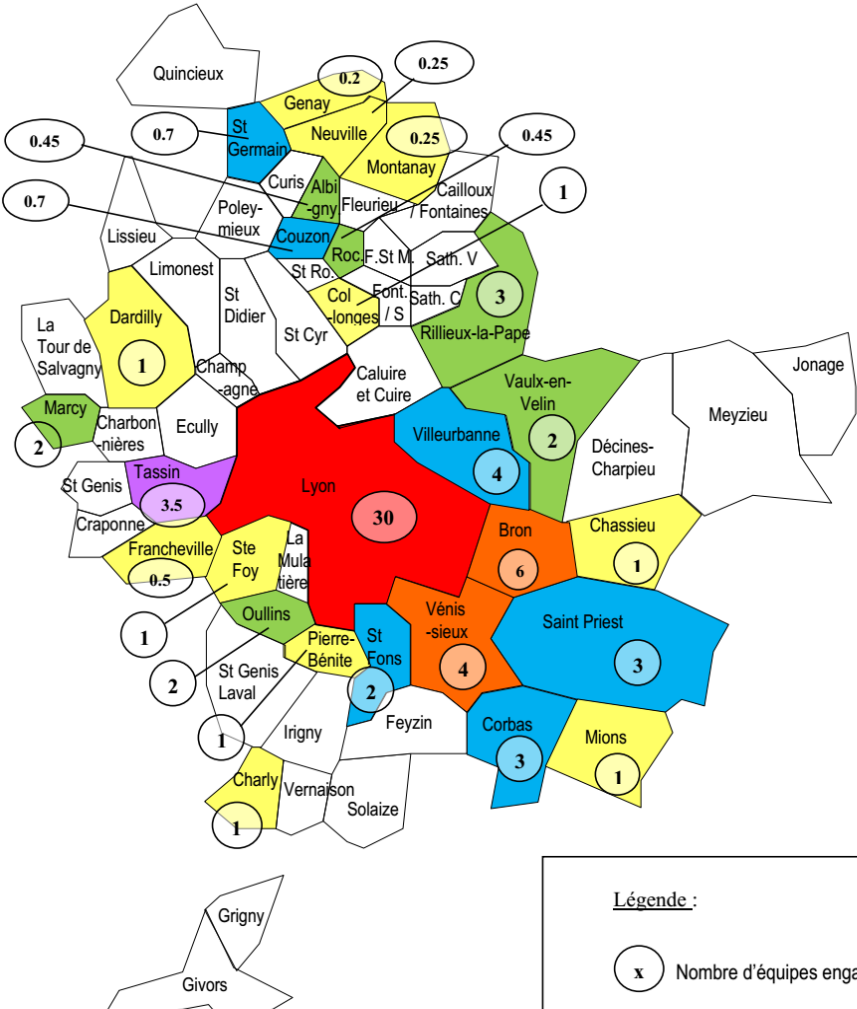 Quincieux
0.25
0.2
Genay
0.45
0.7
St
Germain
Neuville
0.25
0.45
Montanay
0.7
Curis
Albi
-gny
Fleurieu
Cailloux
/ Fontaines
1
Poley-
mieux
Lissieu
Couzon
Roc.
F.St M.
Sath. V
Limonest
St Ro.
Col
-longes
Font.
/ S
Sath. C
3
Rillieux-la-Pape
La
Tour de
Salvagny
Dardilly
1
St
Didier
St Cyr
Champ
-agne
Caluire
et Cuire
Jonage
Vaulx-en-
Velin
2
Meyzieu
Marcy
2
Charbon
-nières
Ecully
Villeurbanne
4
Décines-
Charpieu
St Genis
Tassin
3.5
Lyon
30
Craponne
Francheville
0.5
Ste
Foy
La
Mula
tière
Bron
6
Chassieu
1
1
Oullins
Vénis
-sieux
4
Saint Priest
3
Pierre-
Bénite
St
Fons
2
2
St Genis
Laval
1
Irigny
Feyzin
Corbas
3
Mions
1
Charly
1
Vernaison
Solaize
Légende :
Grigny
x Nombre d'équipes enga
Givors